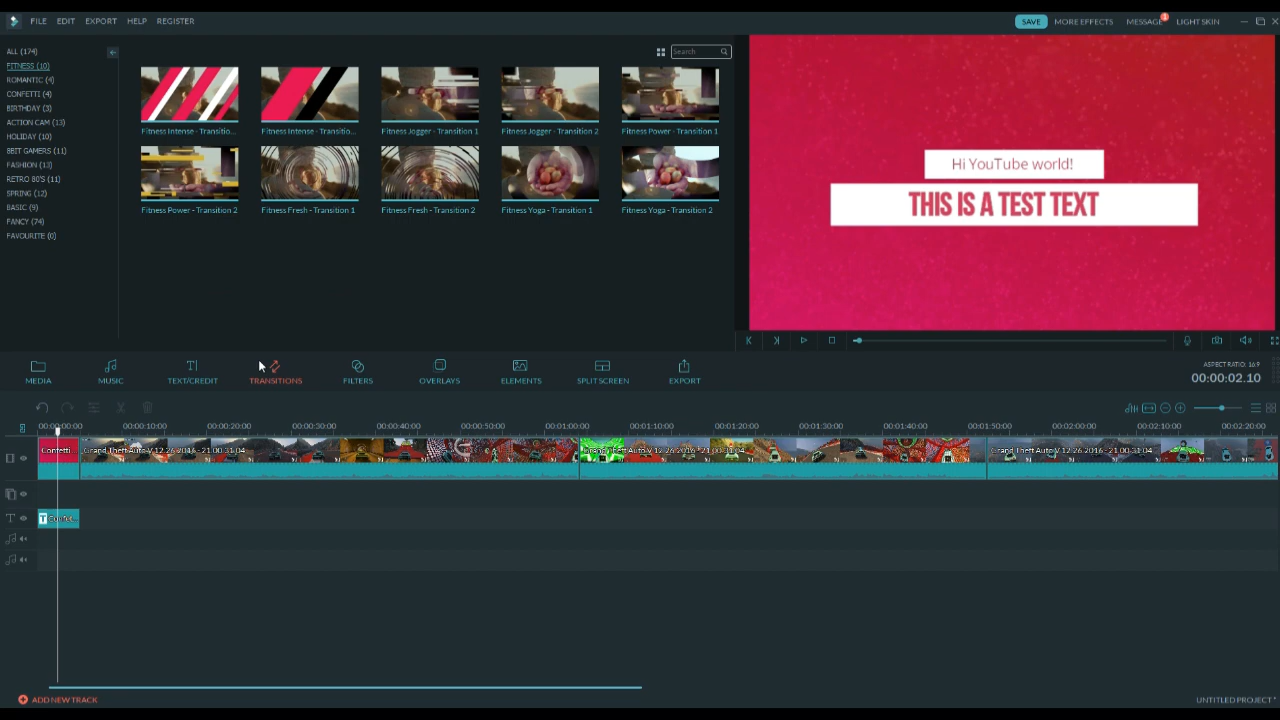 FILE EDIT EXPORT HELP REGISTER
SAVE MORE EFFECTS MESSAGE 1 LIGHT SKIN
ALL (174)
FITNESS (10)
ROMANTIC (4)
CONFETTI (4)
BIRTHDAY (3)
ACTION CAM (13)
HOLIDAY (10)
8BIT GAMERS (11)
FASHION (13)
RETRO 80'S (11)
SPRING (12)
BASIC (9)
FANCY (74)
FAVOURITE (0)
Search
Fitness Intense - Transitio... Fitness Intense - Transitio... Fitness Jogger - Transition 1 Fitness Jogger - Transition 2 Fitness Power - Transition 1
Fitness Power - Transition 2 Fitness Fresh - Transition 1 Fitness Fresh - Transition 2 Fitness Yoga - Transition 1 Fitness Yoga - Transition 2
Hi YouTube world!
THIS IS A TEST TEXT
MEDIA MUSIC TEXT/CREDIT TRANSITIONS FILTERS OVERLAYS ELEMENTS SPLIT SCREEN EXPORT
ASPECT RATIO: 16:9
00:00:02.10
00:00:00:00 00:00:10:00 00:00:20:00 00:00:30:00 00:00:40:00 00:00:50:00 00:01:00:00 00:01:10:00 00:01:20:00 00:01:30:00 00:01:40:00 00:01:50:00 00:02:00:00 00:02:10:00 00:02:20:00
Confetti Grand Theft Auto V 12.26.2016 - 21.00.31.04 Grand Theft Auto V 12.26.2016 - 21.00.31.04 Grand Theft Auto V 12.26.2016 - 21.00.31.04
ADD NEW TRACK
UNTITLED PROJECT *